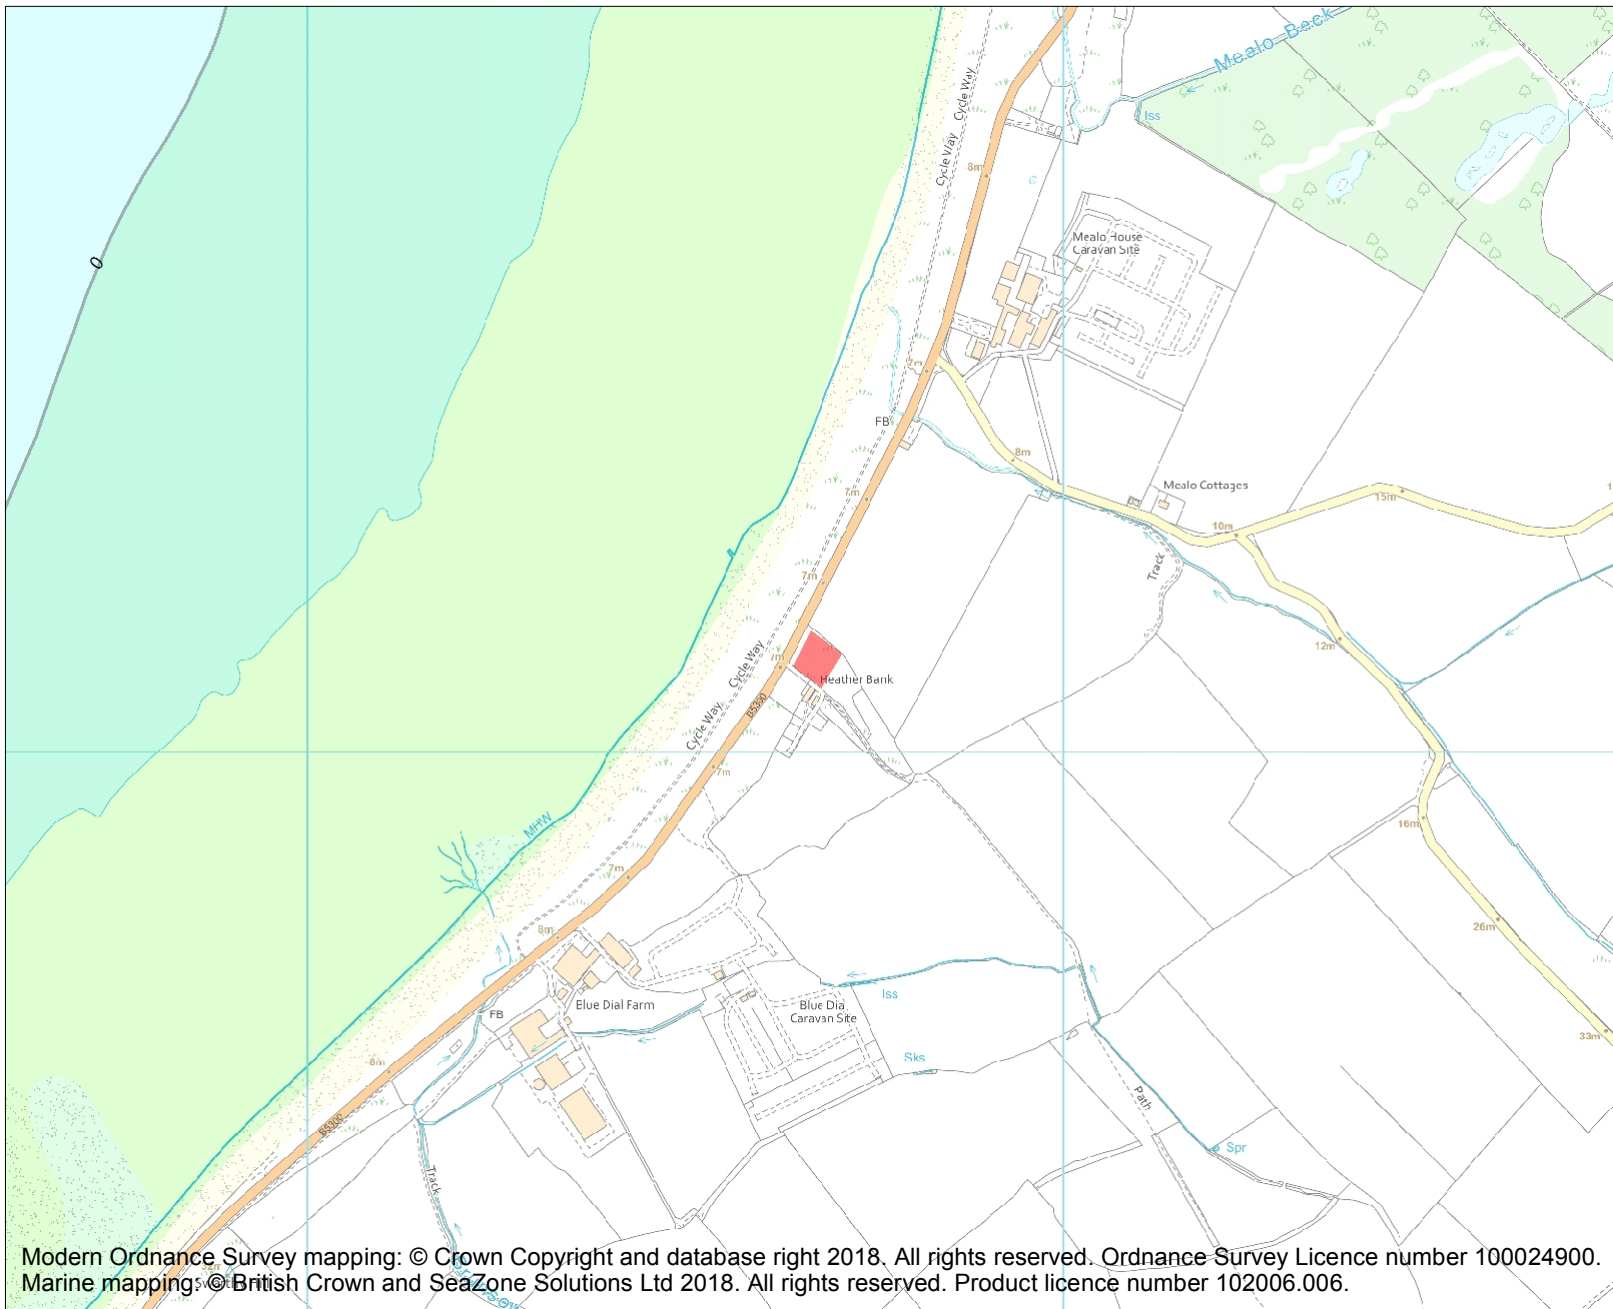 Mealo Beck
Iss
Cycle Way
Cycle Way
8m
0
Mealo House
Caravan Site
7m
FB
8m
7m
Mealo Cottages
10m
15m
Track
7m
12m
Cycle Way
7m
Heather Bank
B5300
Cycle Way
7m
MHW
16m
7m
26m
8m
FB
Blue Dial Farm
Iss
Blue Dial
Caravan Site
33m
8m
Sks
Path
B5300
Spr
Track
Modern Ordnance Survey mapping: © Crown Copyright and database right 2018. All rights reserved. Ordnance Survey Licence number 100024900.
Marine mapping: © British Crown and SeaZone Solutions Ltd 2018. All rights reserved. Product licence number 102006.006.